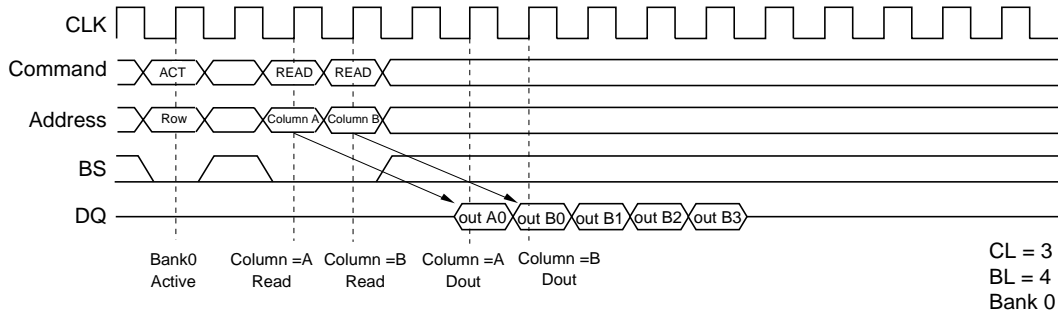 CLK
Command ACT READ READ
Address Row Column A Column B
BS
DQ out A0 out B0 out B1 out B2 out B3
Bank0 Column =A Column =B Column =A Column =B
Active Read Read Dout Dout
CL = 3
BL = 4
Bank 0